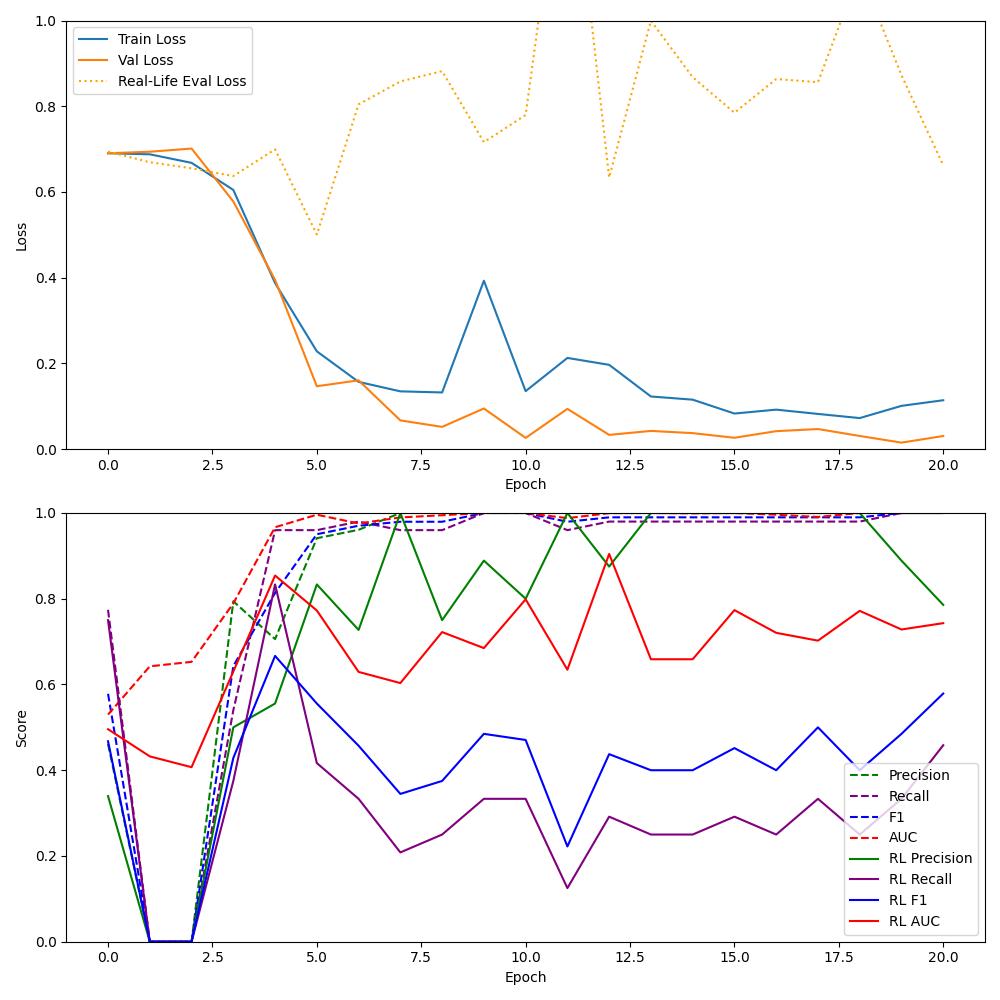 1.0
0.8
0.6
0.4
0.2
0.0
Loss
Train Loss
Val Loss
Real-Life Eval Loss
0.0 2.5 5.0 7.5 10.0 12.5 15.0 17.5 20.0
Epoch
1.0
0.8
0.6
0.4
0.2
0.0
Score
Precision
Recall
F1
AUC
RL Precision
RL Recall
RL F1
RL AUC
0.0 2.5 5.0 7.5 10.0 12.5 15.0 17.5 20.0
Epoch